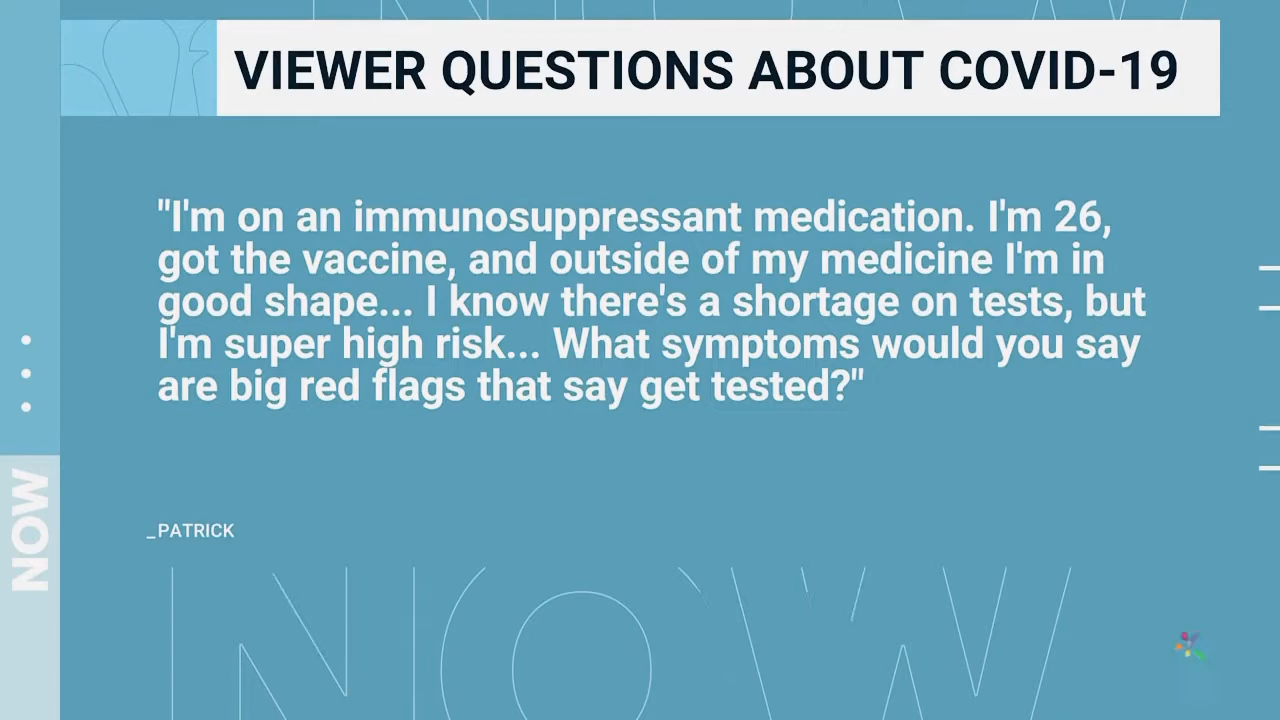 VIEWER QUESTIONS ABOUT COVID-19
"I'm on an immunosuppressant medication. I'm 26,
got the vaccine, and outside of my medicine I'm in
good shape... I know there's a shortage on tests, but
I'm super high risk... What symptoms would you say
are big red flags that say get tested?"
_PATRICK
NOW
NOW